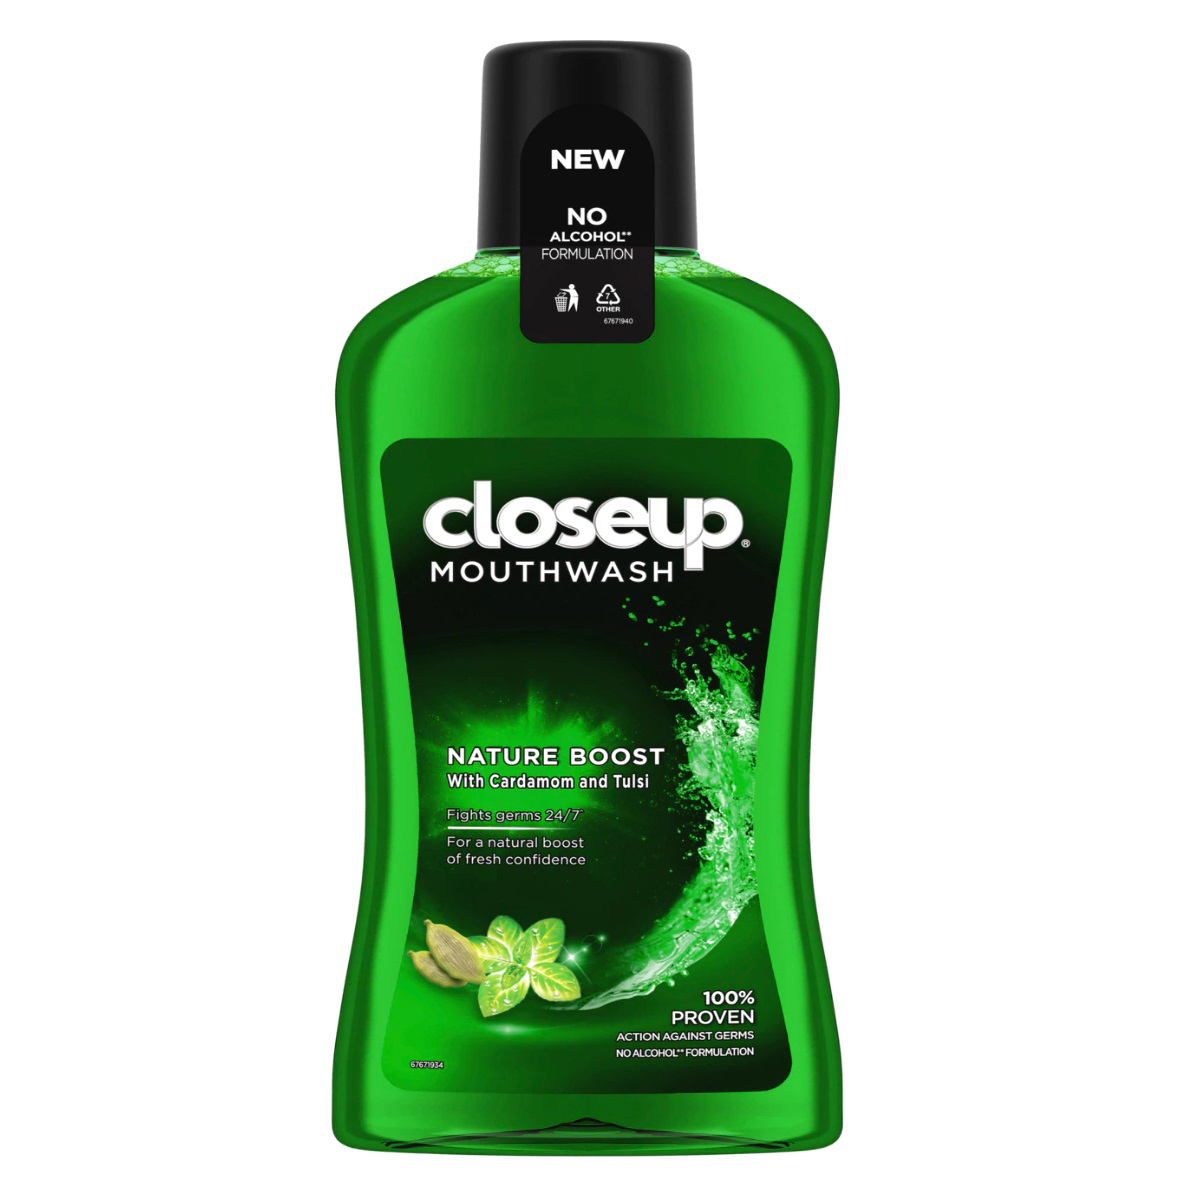 NEW
NO
ALCOHOL**
FORMULATION
7
OTHER
67671940
closeup®
MOUTHWASH
NATURE BOOST
With Cardamom and Tulsi
Fights germs 24/7^
For a natural boost
of fresh confidence
100%
PROVEN
ACTION AGAINST GERMS
NO ALCOHOL** FORMULATION
67671934